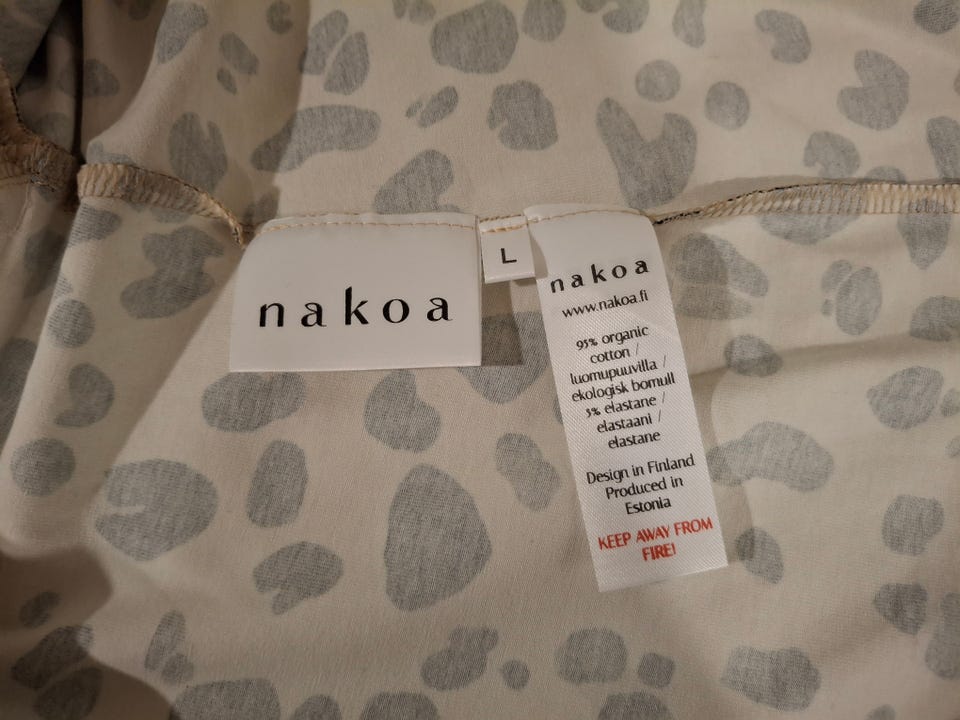 nakoa
L
nakoa
www.nakoa.fi
95% organic
cotton /
luomupuuvilla /
ekologisk bomull
5% elastane /
elastaani /
elastane
Design in Finland
Produced in
Estonia
KEEP AWAY FROM
FIRE!